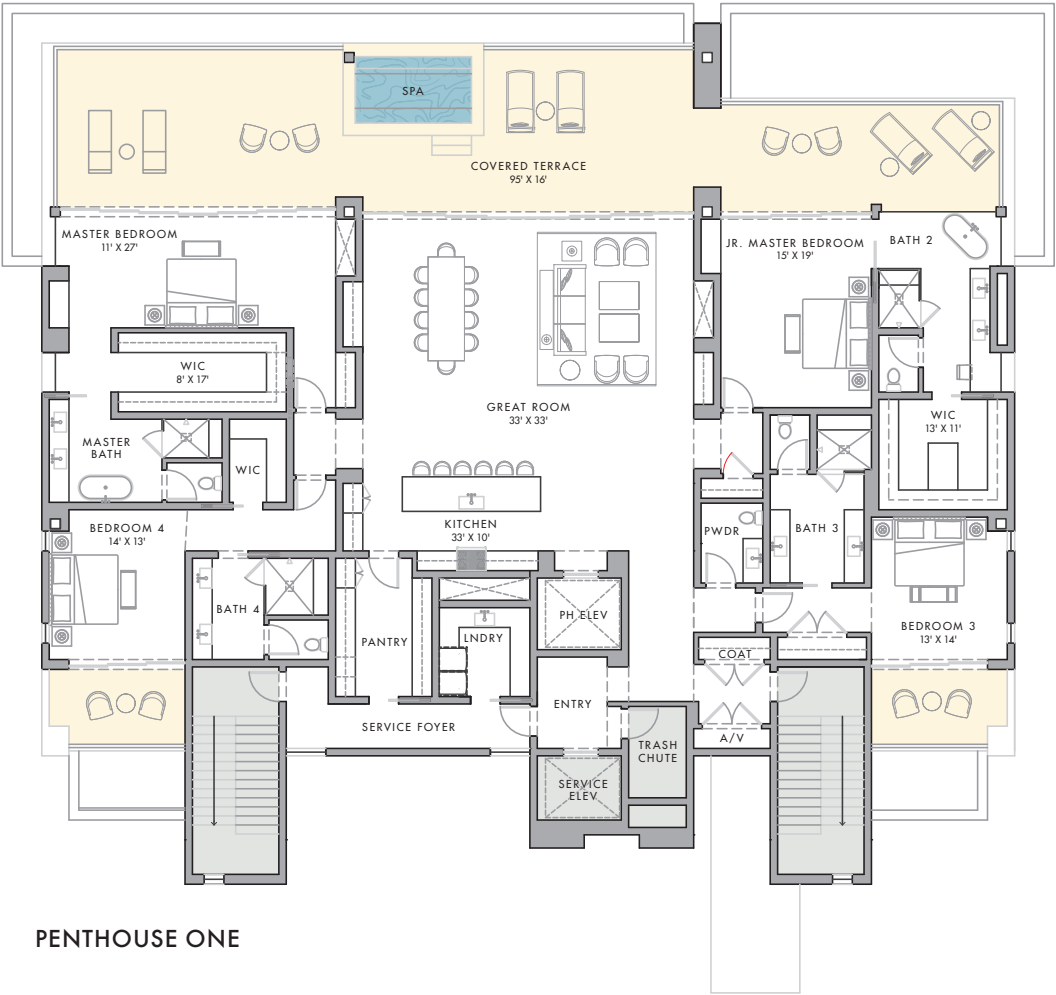 SPA
COVERED TERRACE
95' X 16'
MASTER BEDROOM
11' X 27'
JR. MASTER BEDROOM
15' X 19'
BATH 2
WIC
8' X 17'
GREAT ROOM
33' X 33'
WIC
13' X 11'
MASTER
BATH
WIC
BEDROOM 4
14' X 13'
KITCHEN
33' X 10'
PWDR
BATH 3
BATH 4
PANTRY
LNDRY
PH ELEV
BEDROOM 3
13' X 14'
COAT
ENTRY
SERVICE FOYER
A/V
TRASH
CHUTE
SERVICE
ELEV
PENTHOUSE ONE